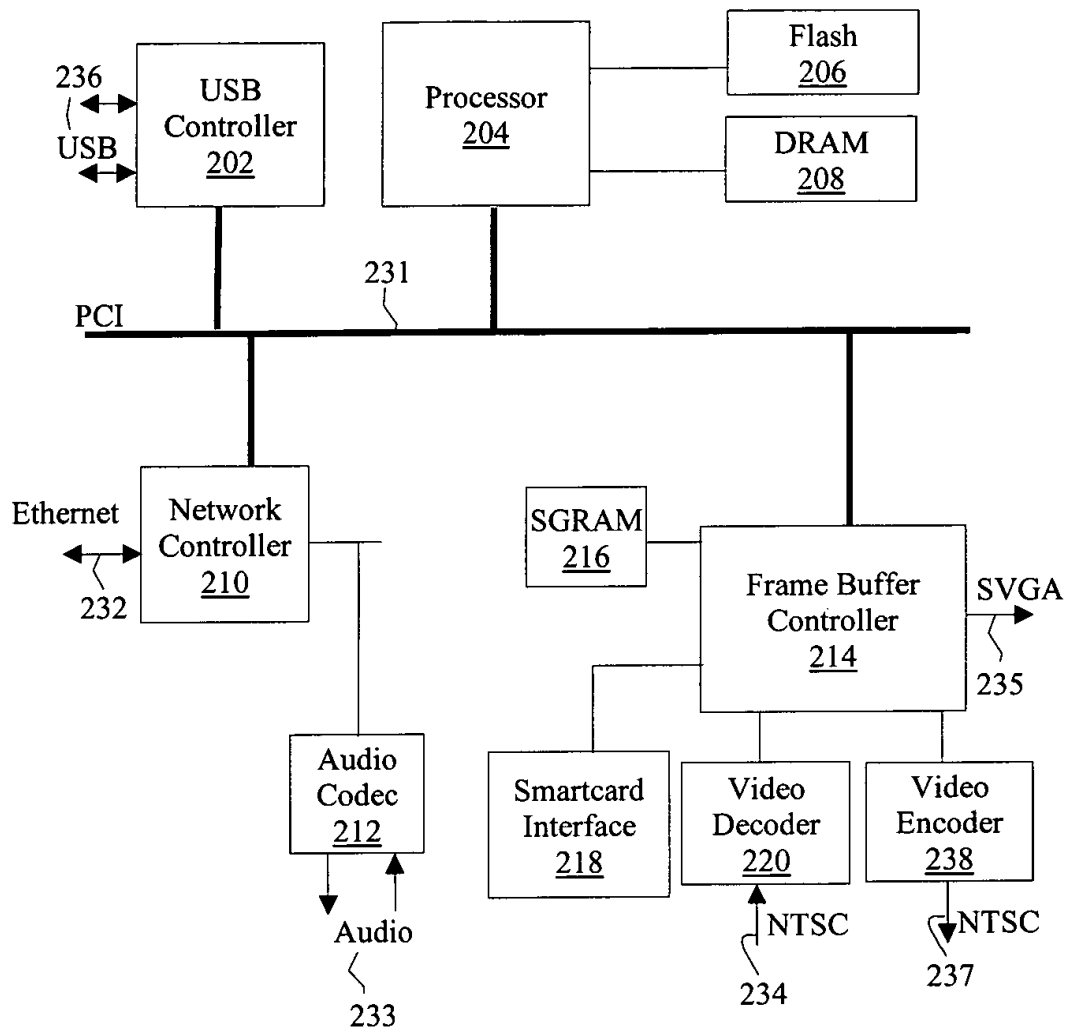 Flash
206
236
USB
Controller
202
USB
Processor
204
DRAM
208
231
PCI
Ethernet
232
Network
Controller
210
SGRAM
216
Frame Buffer
Controller
214
SVGA
235
Audio
Codec
212
Smartcard
Interface
218
Video
Decoder
220
Video
Encoder
238
Audio
233
NTSC
234
NTSC
237